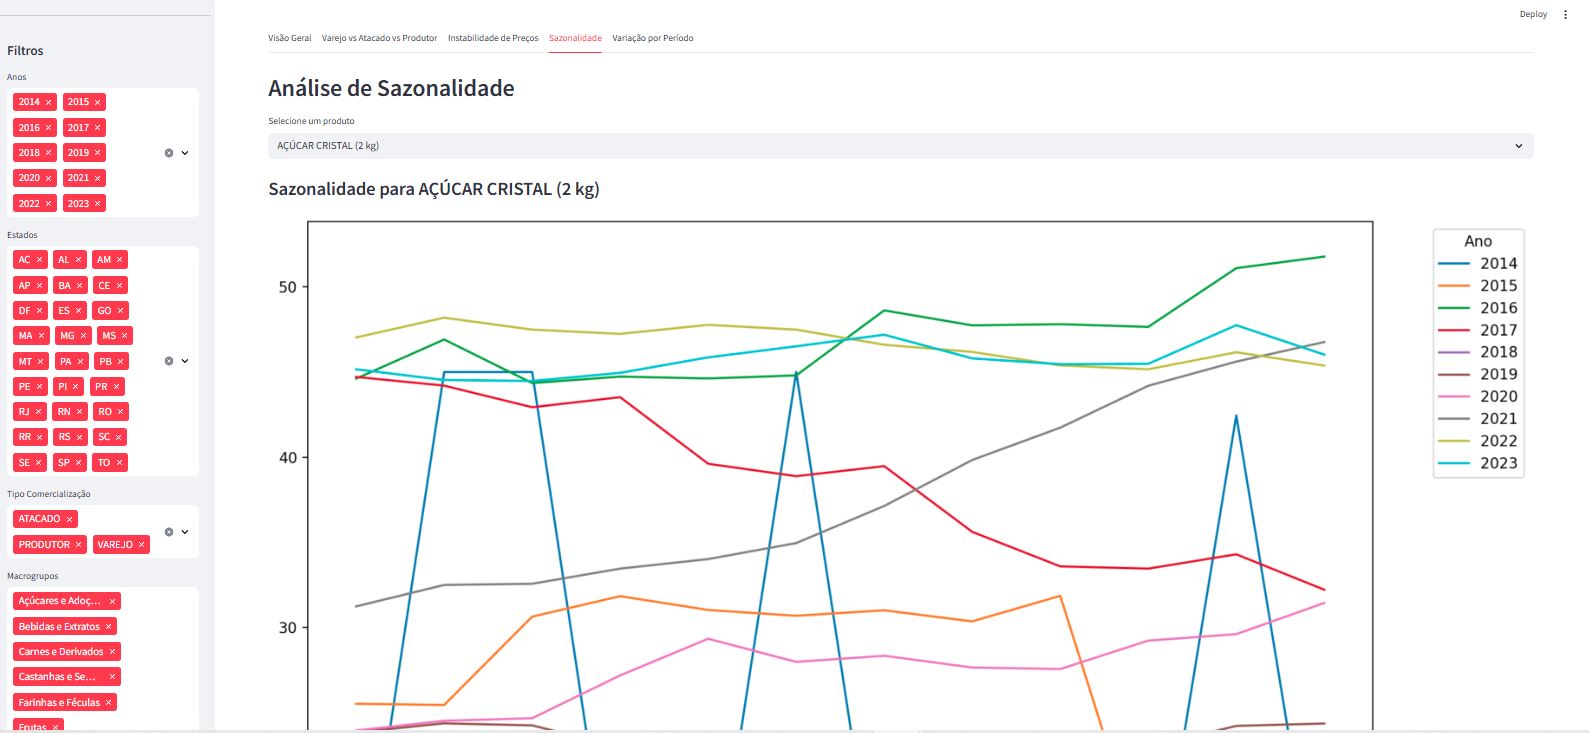 Deploy
Filtros
Anos
2014 × 2015 ×
2016 × 2017 ×
2018 × 2019 ×
2020 × 2021 ×
2022 × 2023 ×
Estados
AC × AL × AM ×
AP × BA × CE ×
DF × ES × GO ×
MA × MG × MS ×
MT × PA × PB ×
PE × PI × PR ×
RJ × RN × RO ×
RR × RS × SC ×
SE × SP × TO ×
Tipo Comercialização
ATACADO ×
PRODUTOR × VAREJO ×
Macrogrupos
Açúcares e Adoç... ×
Bebidas e Extratos ×
Carnes e Derivados ×
Castanhas e Se... ×
Farinhas e Féculas ×
Frutas ×
Visão Geral Varejo vs Atacado vs Produtor Instabilidade de Preços Sazonalidade Variação por Período
Análise de Sazonalidade
Selecione um produto
AÇÚCAR CRISTAL (2 kg)
Sazonalidade para AÇÚCAR CRISTAL (2 kg)
50
40
30
Ano
2014
2015
2016
2017
2018
2019
2020
2021
2022
2023